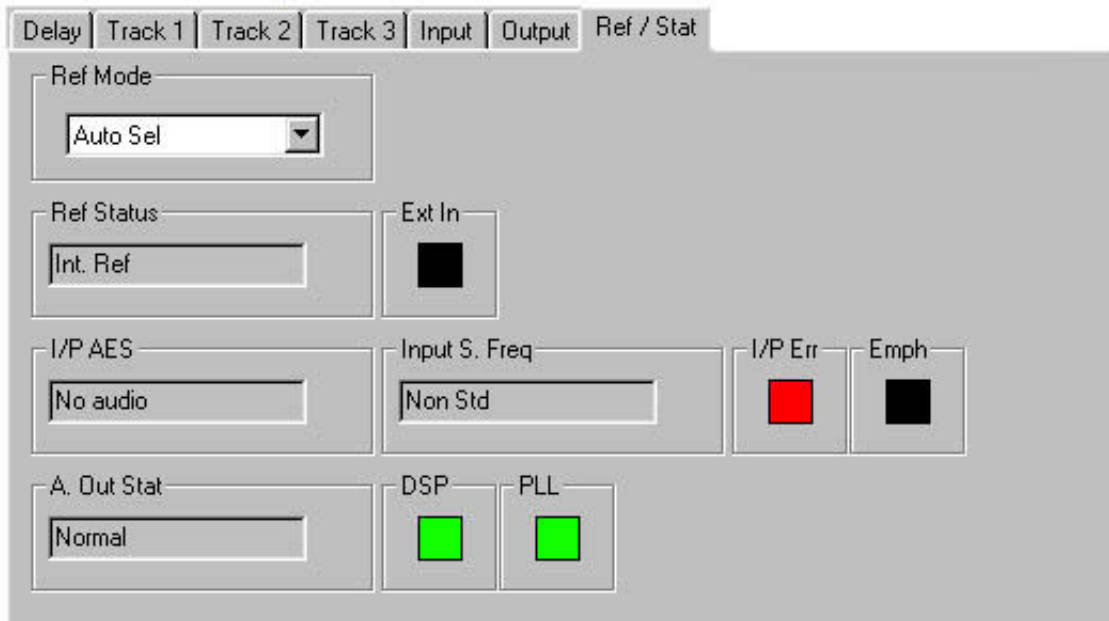 Delay Track 1 Track 2 Track 3 Input Output Ref / Stat
Ref Mode
Auto Sel
Ref Status Ext In
Int. Ref
I/P AES Input S. Freq I/P Err Emph
No audio Non Std
A. Out Stat DSP PLL
Normal